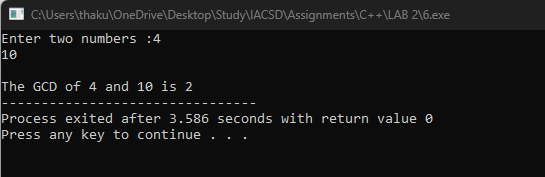 C:\Users\thaku\OneDrive\Desktop\Study\IACSD\Assignments\C++\LAB 2\6.exe
Enter two numbers :4
10
The GCD of 4 and 10 is 2
--------------------------------
Process exited after 3.586 seconds with return value 0
Press any key to continue . . .